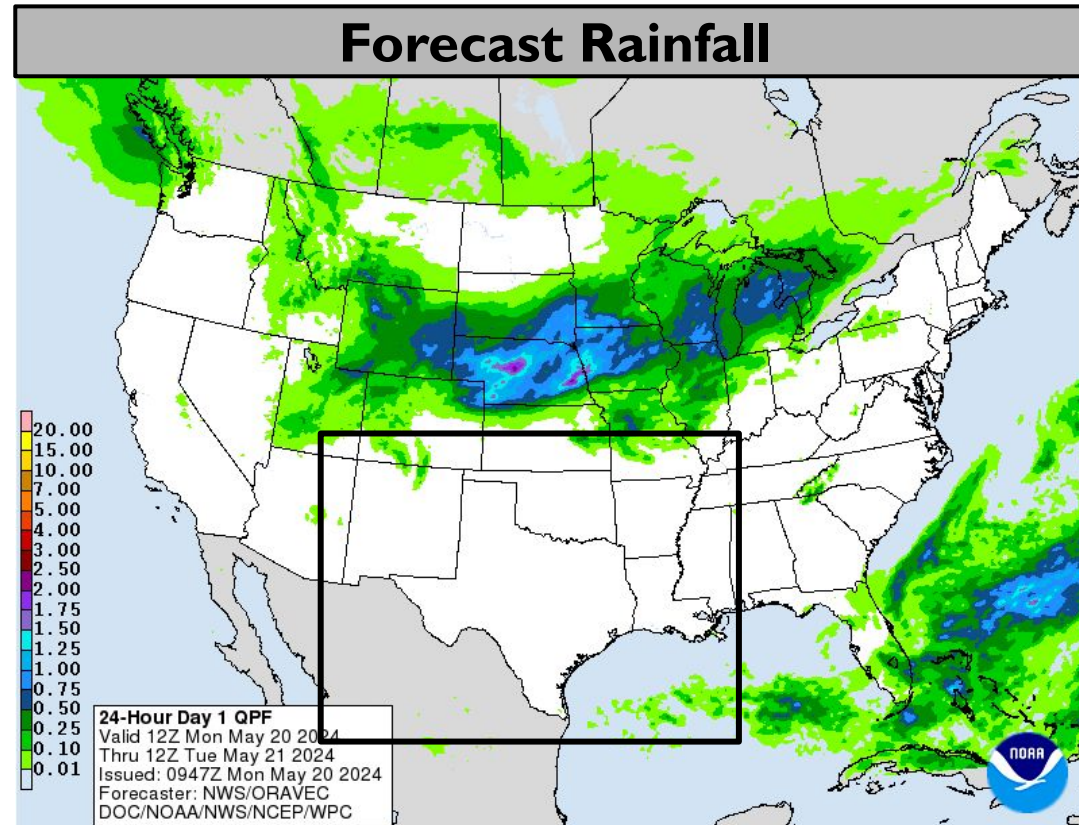 Forecast Rainfall
20.00
15.00
10.00
7.00
5.00
4.00
3.00
2.50
2.00
1.75
1.50
1.25
1.00
0.75
0.50
0.25
0.10
0.01
24-Hour Day 1 QPF
Valid 12Z Mon May 20 2024
Thru 12Z Tue May 21 2024
Issued: 0947Z Mon May 20 2024
Forecaster: NWS/ORAVEC
DOC/NOAA/NWS/NCEP/WPC
NOAA